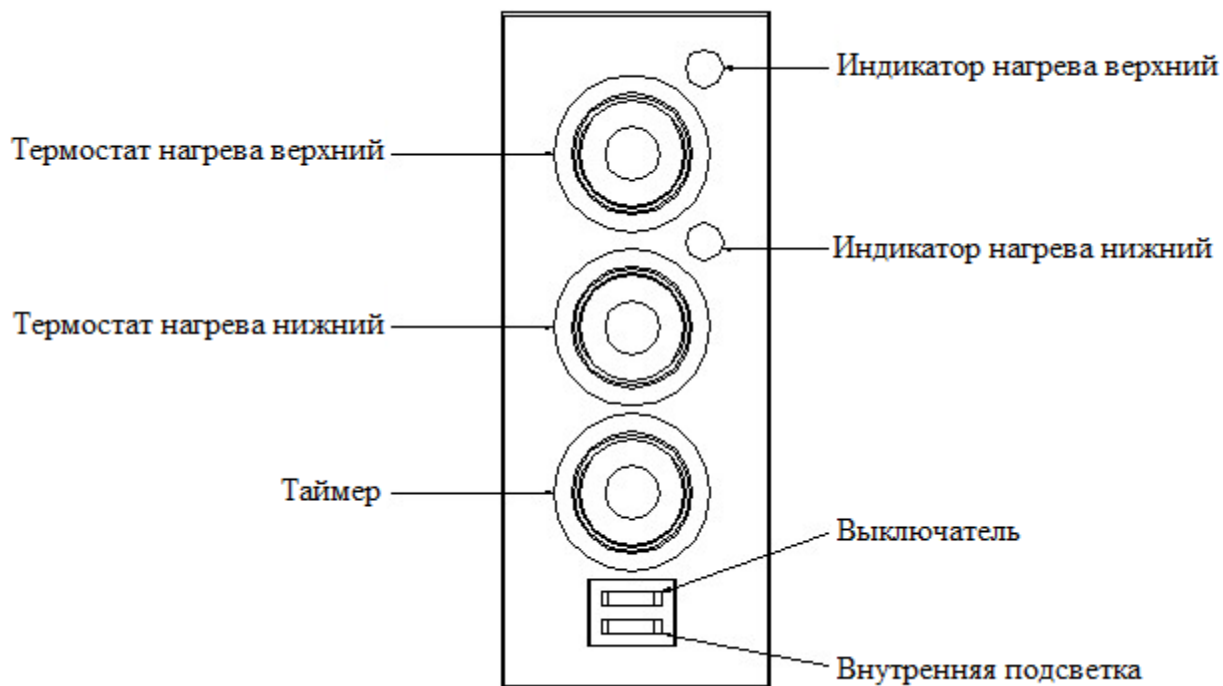 Индикатор нагрева верхний
Термостат нагрева верхний
Индикатор нагрева нижний
Термостат нагрева нижний
Таймер
Выключатель
Внутренняя подсветка